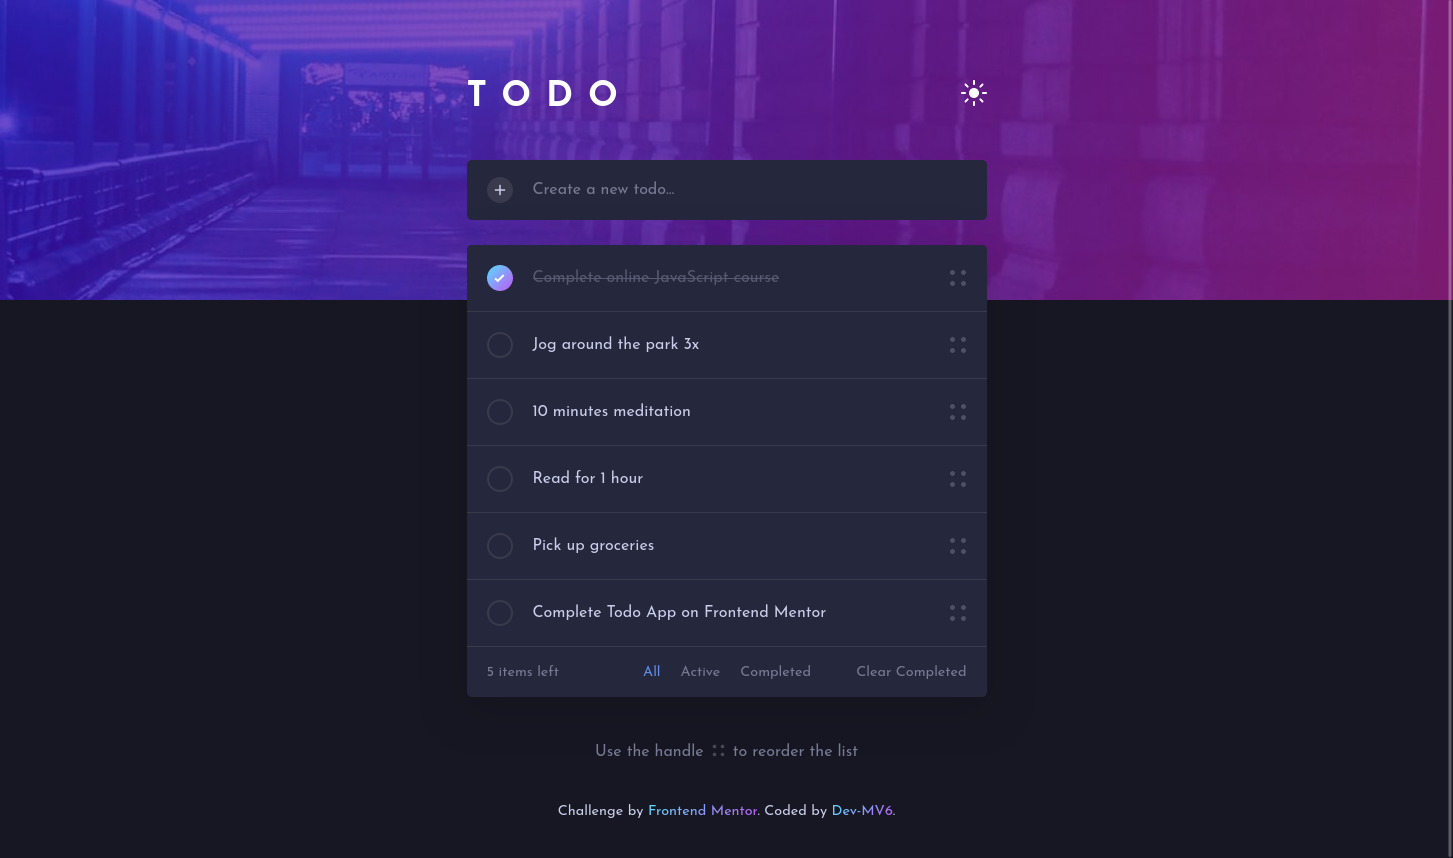 TODO
Create a new todo...
Complete online JavaScript course
Jog around the park 3x
10 minutes meditation
Read for 1 hour
Pick up groceries
Complete Todo App on Frontend Mentor
5 items left All Active Completed Clear Completed
Use the handle to reorder the list
Challenge by Frontend Mentor. Coded by Dev-MV6.